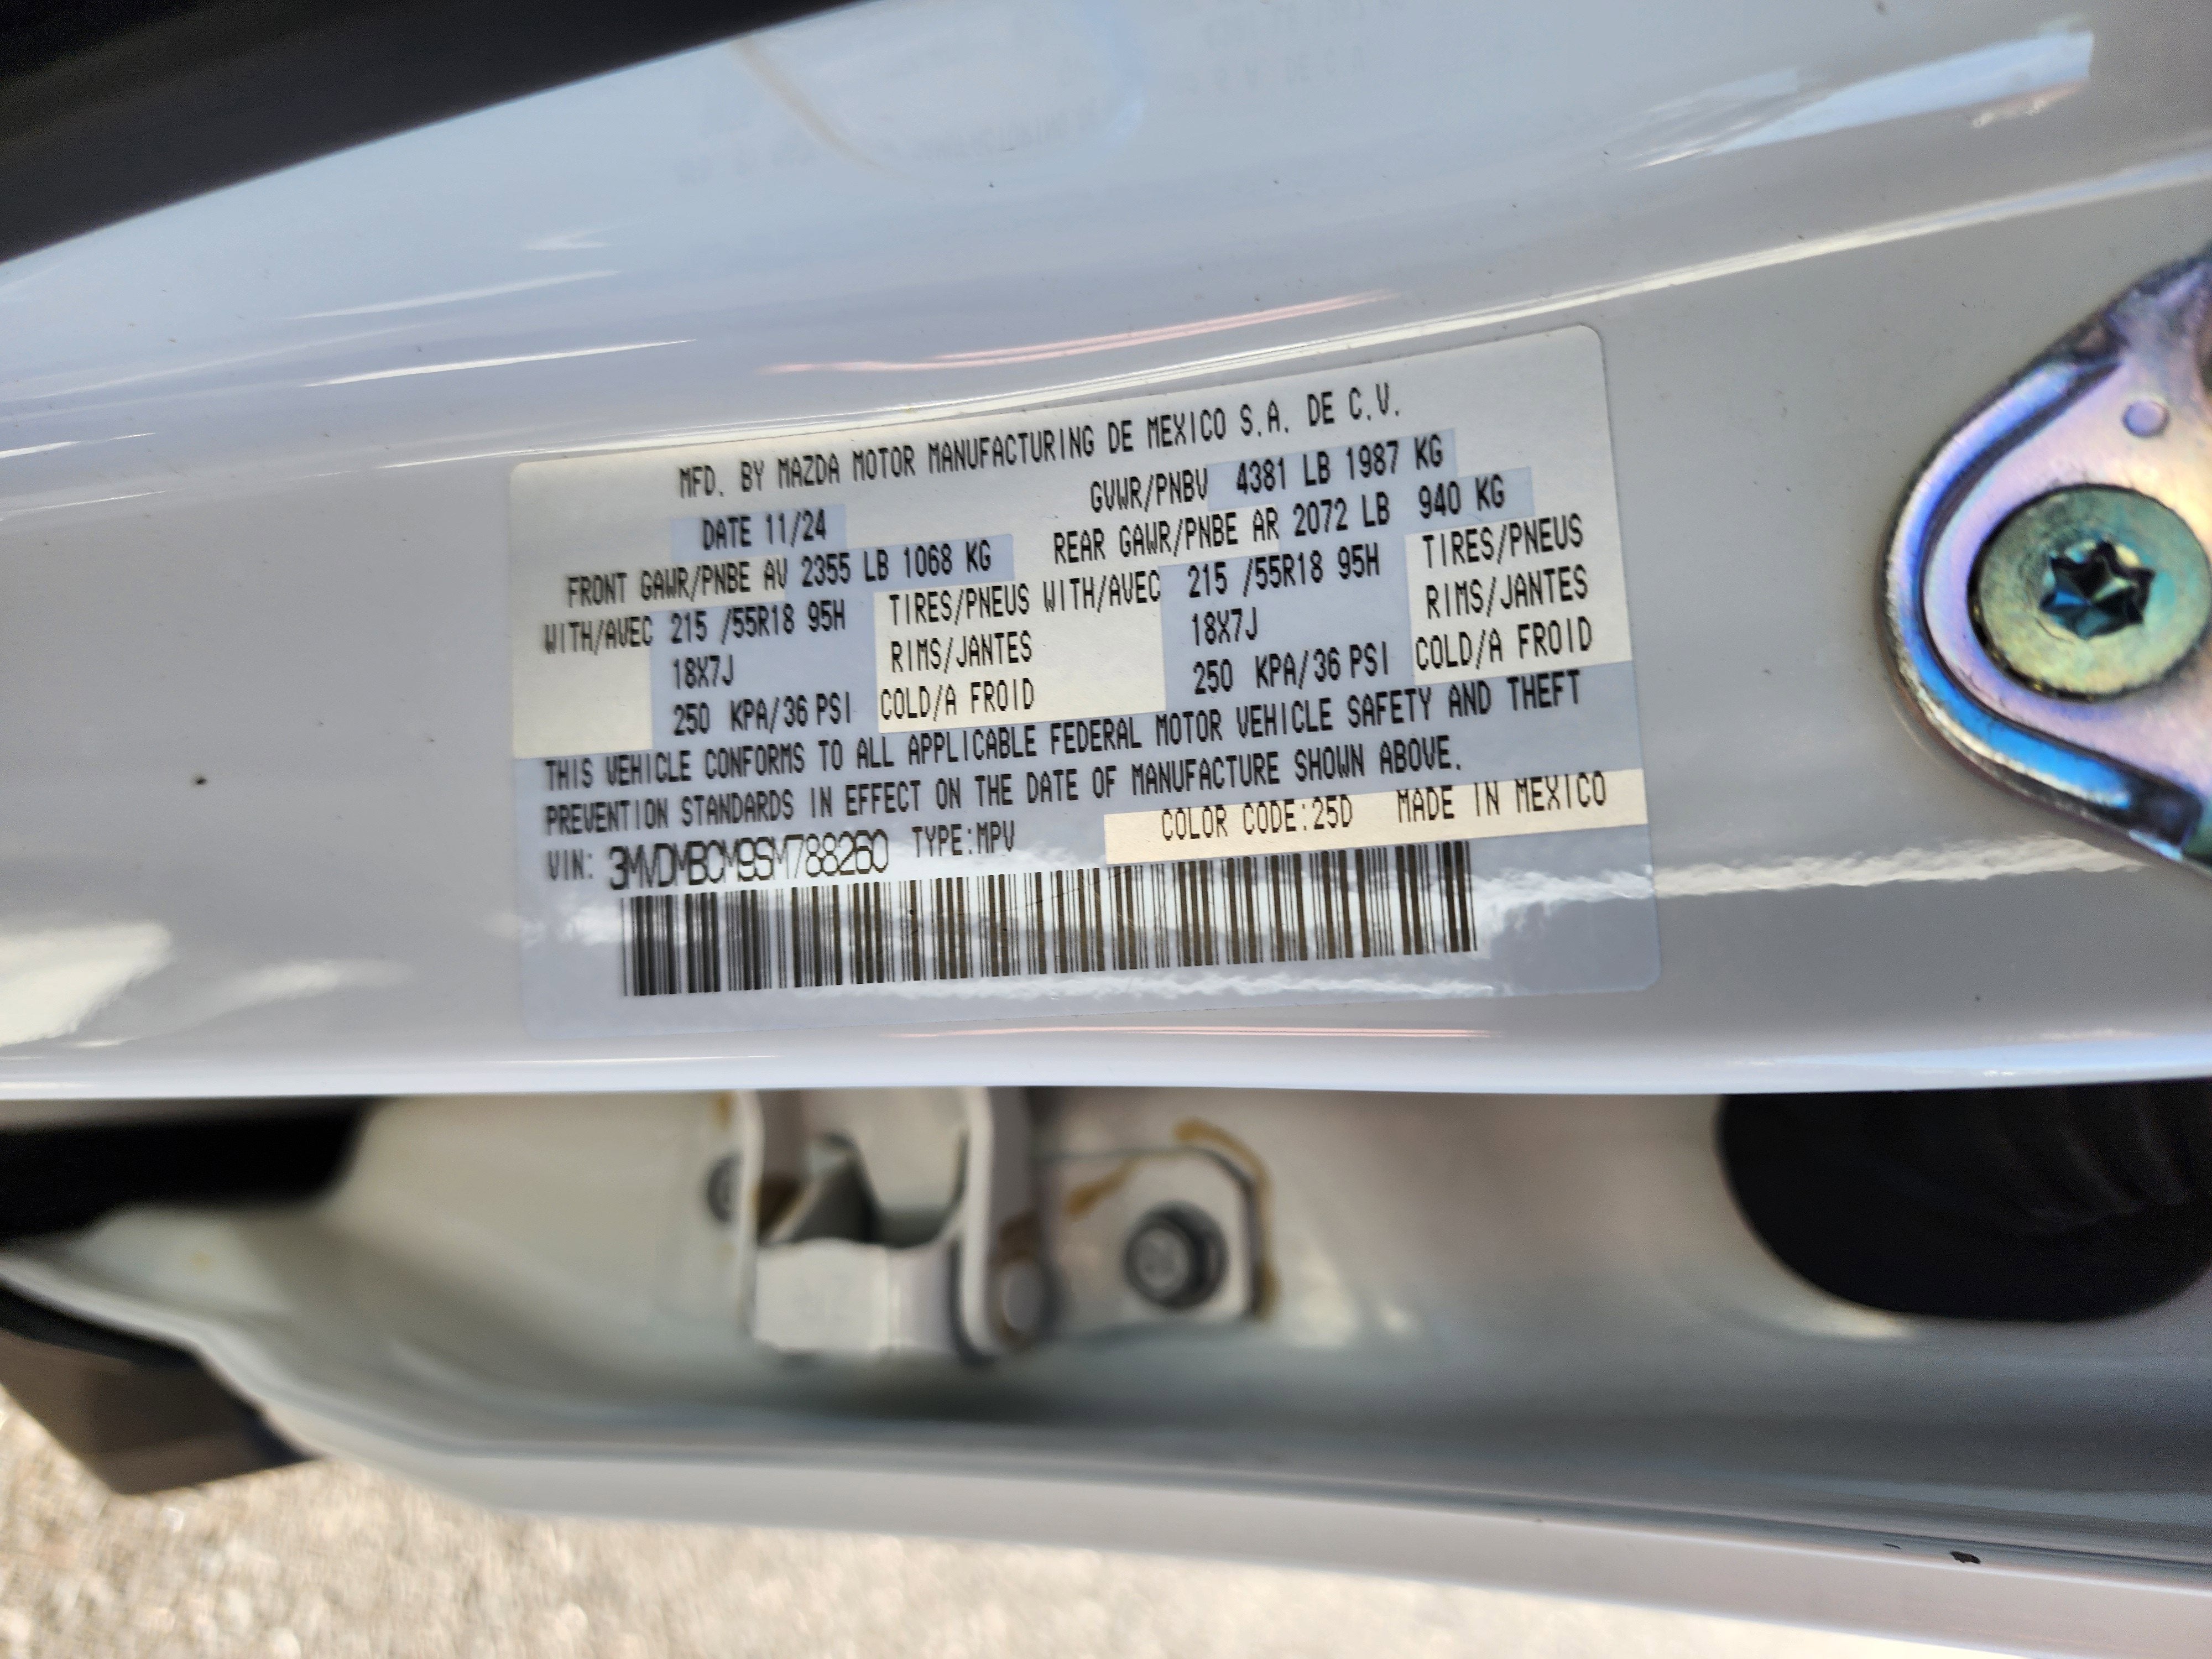 MFD. BY MAZDA MOTOR MANUFACTURING DE MEXICO S.A. DE C.V.
DATE 11/24 GVWR/PNBV 4381 LB 1987 KG
FRONT GAWR/PNBE AV 2355 LB 1068 KG REAR GAWR/PNBE AR 2072 LB 940 KG
WITH/AVEC 215 /55R18 95H TIRES/PNEUS WITH/AVEC 215 /55R18 95H TIRES/PNEUS
18X7J RIMS/JANTES 18X7J RIMS/JANTES
250 KPA/36 PSI COLD/A FROID 250 KPA/36 PSI COLD/A FROID
THIS VEHICLE CONFORMS TO ALL APPLICABLE FEDERAL MOTOR VEHICLE SAFETY AND THEFT
PREVENTION STANDARDS IN EFFECT ON THE DATE OF MANUFACTURE SHOWN ABOVE.
VIN: 3MVDMBCM9SM788260 TYPE:MPV COLOR CODE:25D MADE IN MEXICO